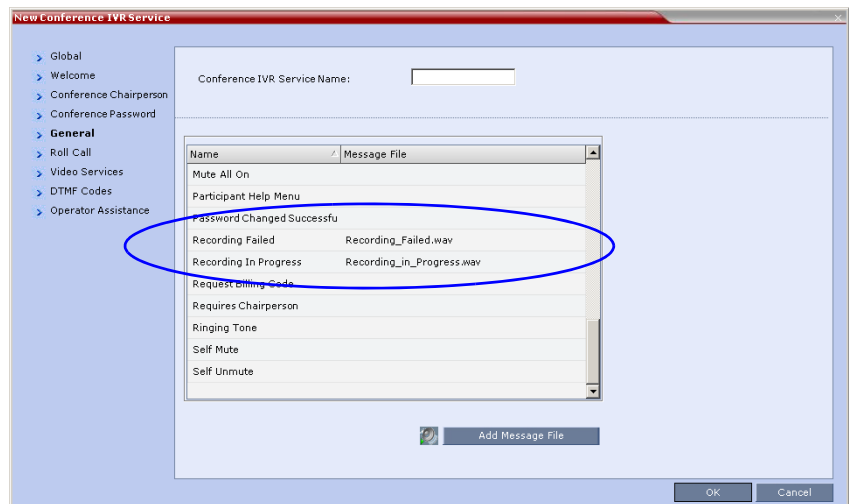 New Conference IVR Service
Global
Welcome
Conference Chairperson
Conference Password
General
Roll Call
Video Services
DTMF Codes
Operator Assistance
Conference IVR Service Name:
Name Message File
Mute All On
Participant Help Menu
Password Changed Successfu
Recording Failed Recording_Failed.wav
Recording In Progress Recording_in_Progress.wav
Request Billing Code
Requires Chairperson
Ringing Tone
Self Mute
Self Unmute
Add Message File
OK Cancel